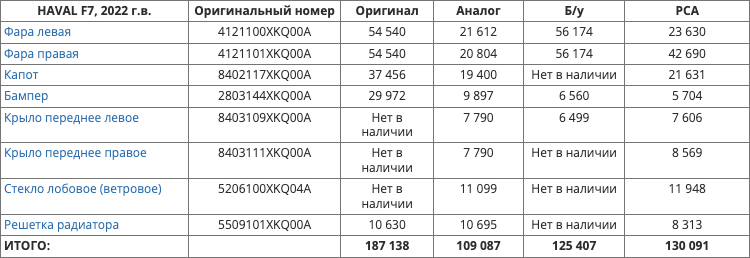 HAVAL F7, 2022 г.в. Оригинальный номер Оригинал Аналог Б/у РСА
Фара левая 4121100XKQ00A 54 540 21 612 56 174 23 630
Фара правая 4121101XKQ00A 54 540 20 804 56 174 42 690
Капот 8402117XKQ00A 37 456 19 400 Нет в наличии 21 631
Бампер 2803144XKQ00A 29 972 9 897 6 560 5 704
Крыло переднее левое 8403109XKQ00A Нет в наличии 7 790 6 499 7 606
Крыло переднее правое 8403111XKQ00A Нет в наличии 7 790 Нет в наличии 8 569
Стекло лобовое (ветровое) 5206100XKQ04A Нет в наличии 11 099 Нет в наличии 11 948
Решетка радиатора 5509101XKQ00A 10 630 10 695 Нет в наличии 8 313
ИТОГО: 187 138 109 087 125 407 130 091